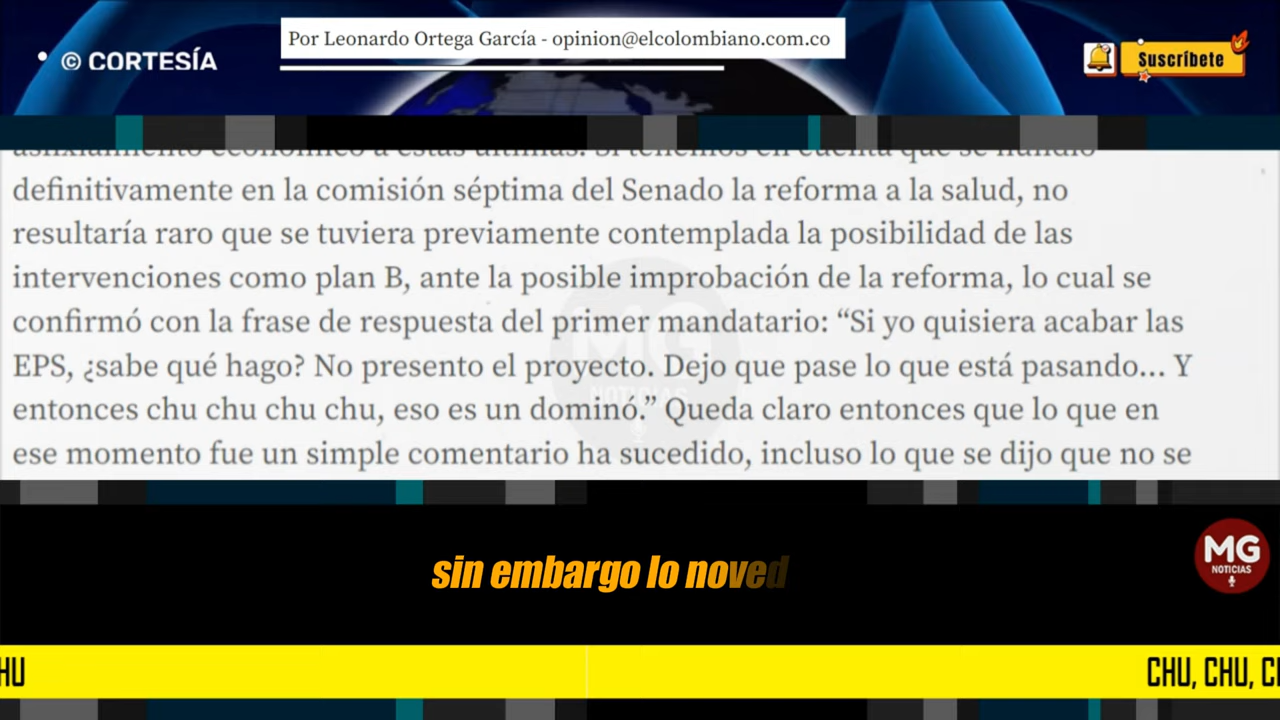 Por Leonardo Ortega García - opinion@elcolombiano.com.co
© CORTESÍA
Suscríbete
definitivamente en la comisión séptima del Senado la reforma a la salud, no
resultaría raro que se tuviera previamente contemplada la posibilidad de las
intervenciones como plan B, ante la posible improbación de la reforma, lo cual se
confirmó con la frase de respuesta del primer mandatario: “Si yo quisiera acabar las
EPS, ¿sabe qué hago? No presento el proyecto. Dejo que pase lo que está pasando... Y
entonces chu chu chu chu, eso es un dominó.” Queda claro entonces que lo que en
ese momento fue un simple comentario ha sucedido, incluso lo que se dijo que no se
MG
NOTICIAS
sin embargo lo noved
MG
NOTICIAS
HU
CHU, CHU, C